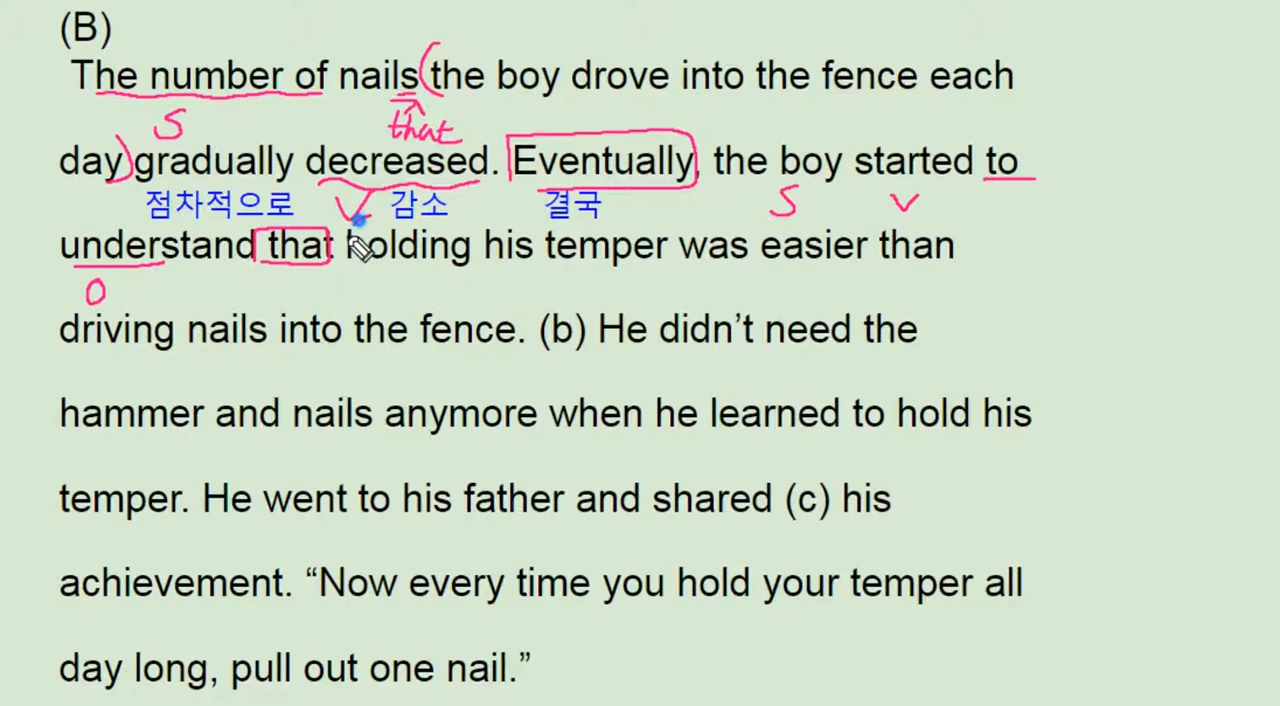 (B)
The number of nails (the boy drove into the fence each
S that
day) gradually decreased. Eventually, the boy started to
점차적으로 V 감소 결국 S V
understand that holding his temper was easier than
O
driving nails into the fence. (b) He didn’t need the
hammer and nails anymore when he learned to hold his
temper. He went to his father and shared (c) his
achievement. “Now every time you hold your temper all
day long, pull out one nail.”